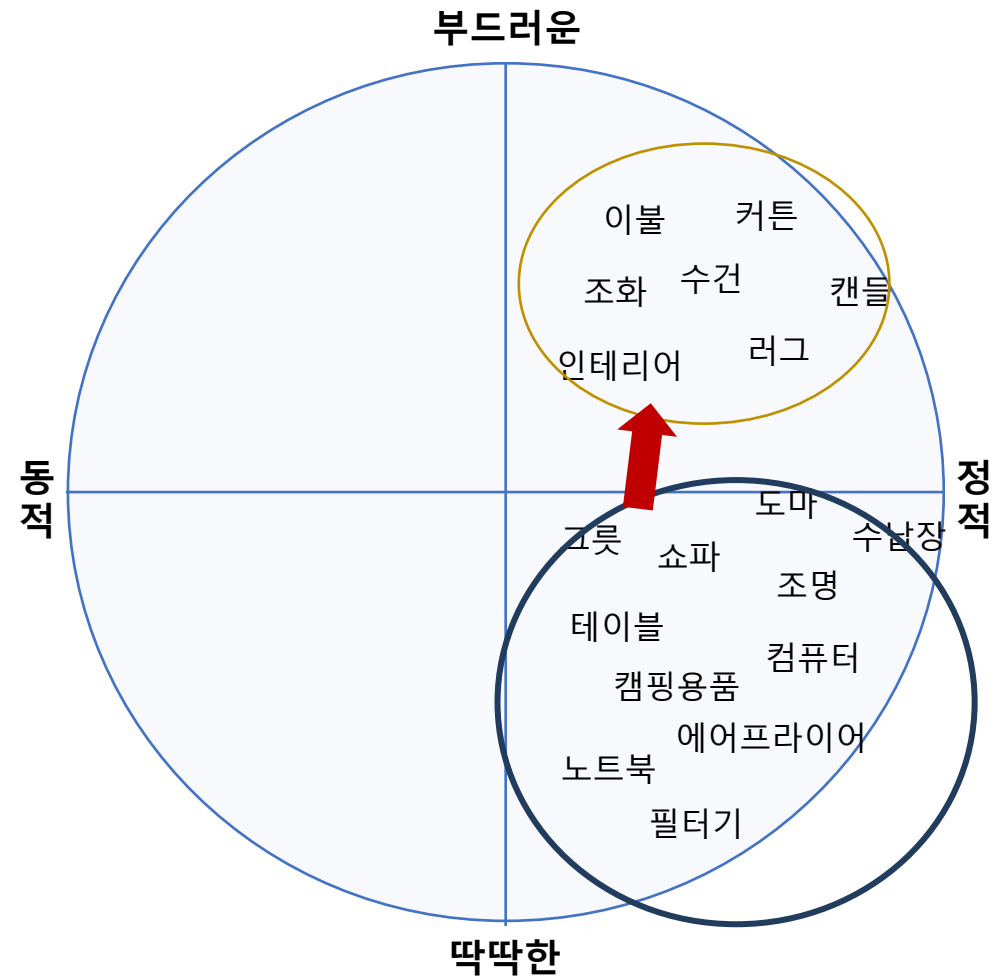 부드러운
이불
커튼
조화
수건
캔들
인테리어
러그
동적
정적
도마
그릇
쇼파
수납장
조명
테이블
컴퓨터
캠핑용품
에어프라이어
노트북
필터기
딱딱한